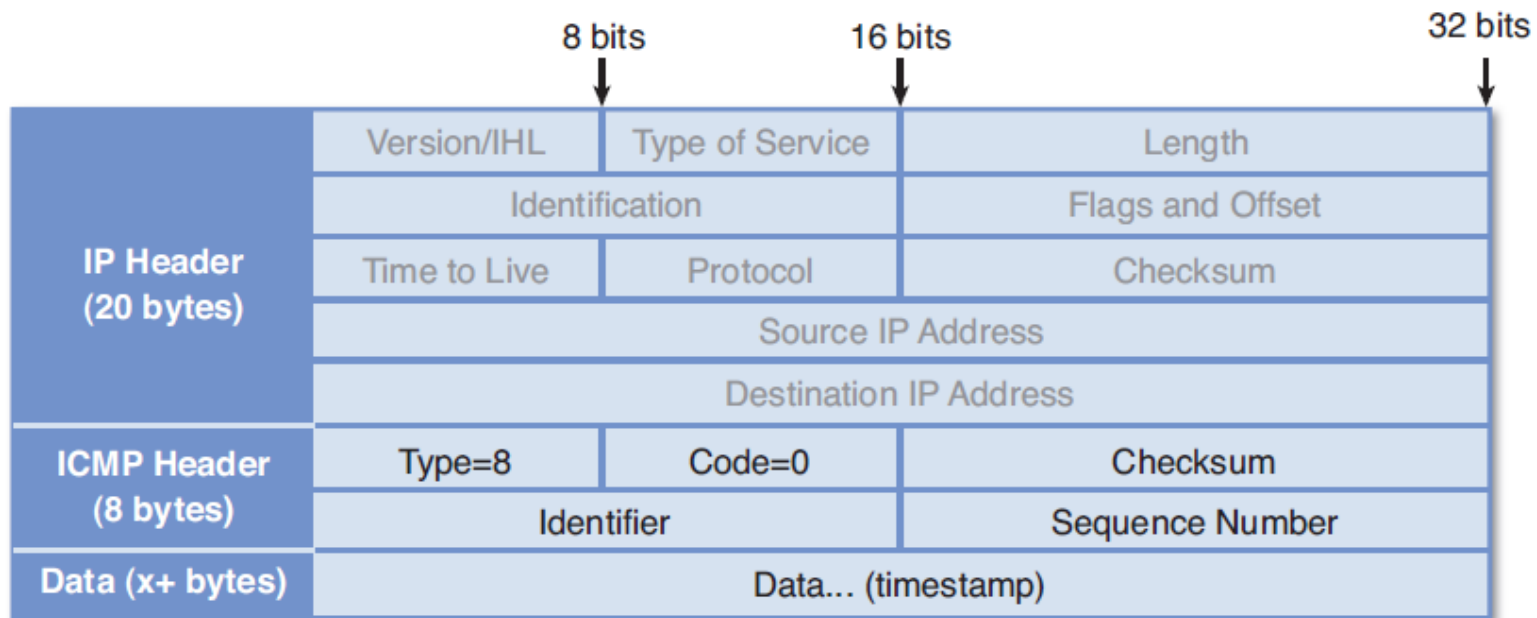 8 bits 16 bits 32 bits
Version/IHL Type of Service Length
Identification Flags and Offset
IP Header
(20 bytes)
Time to Live Protocol Checksum
Source IP Address
Destination IP Address
ICMP Header
(8 bytes)
Type=8 Code=0 Checksum
Identifier Sequence Number
Data (x+ bytes) Data... (timestamp)